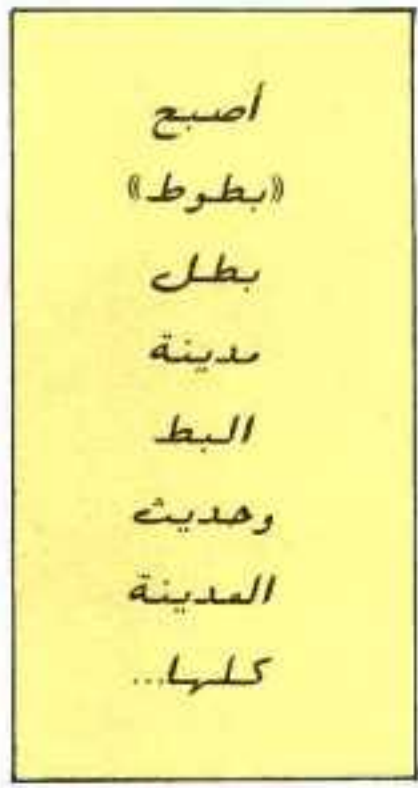 أصبح
«بطوط»
بطل
مدينة
البط
وحديث
المدينة
كلها...